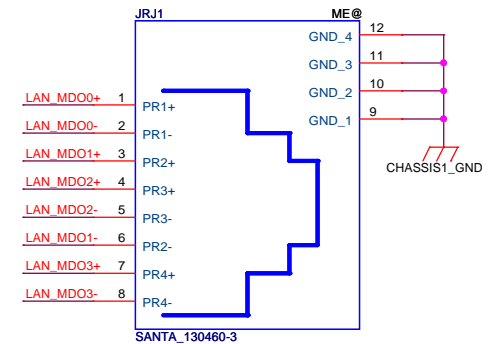 JRJ1 ME@
GND_4 12
GND_3 11
GND_2 10
GND_1 9
LAN_MDO0+ 1 PR1+
LAN_MDO0- 2 PR1-
LAN_MDO1+ 3 PR2+
LAN_MDO2+ 4 PR3+
LAN_MDO2- 5 PR3-
LAN_MDO1- 6 PR2-
LAN_MDO3+ 7 PR4+
LAN_MDO3- 8 PR4-
CHASSIS1_GND
SANTA_130460-3